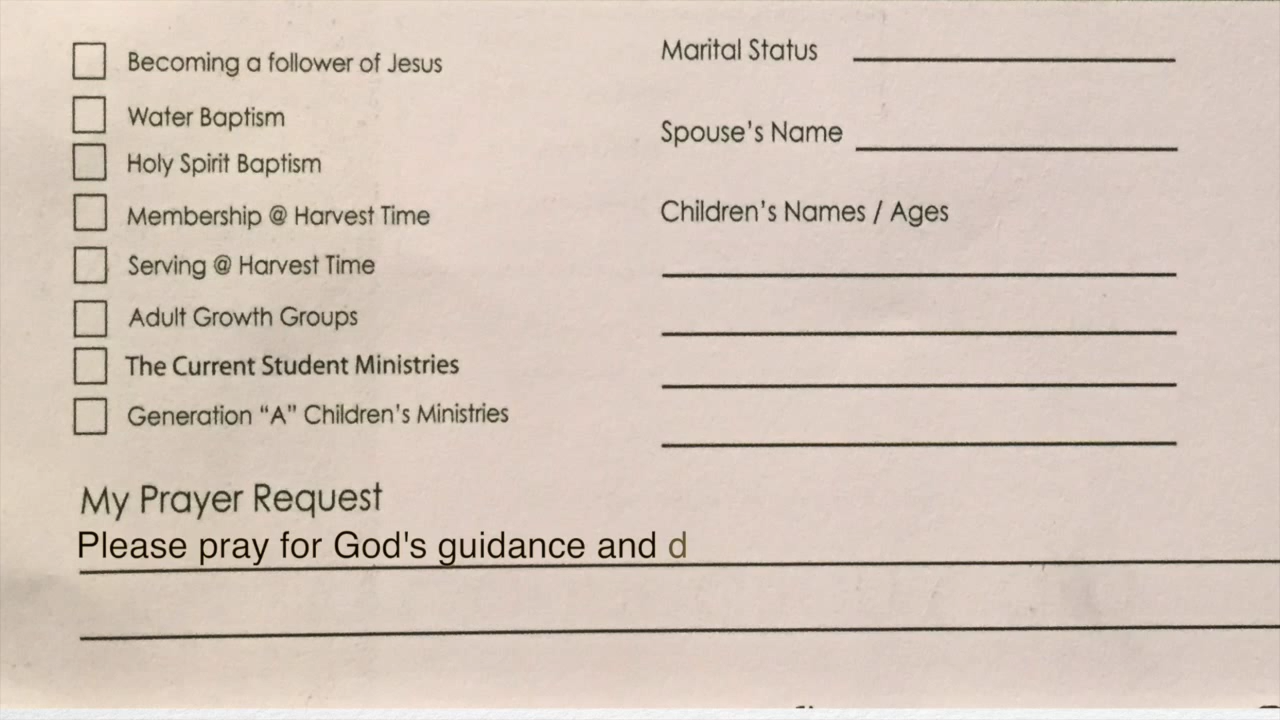 Becoming a follower of Jesus
Water Baptism
Holy Spirit Baptism
Membership @ Harvest Time
Serving @ Harvest Time
Adult Growth Groups
The Current Student Ministries
Generation “A” Children’s Ministries
Marital Status
Spouse’s Name
Children’s Names / Ages
My Prayer Request
Please pray for God's guidance and d